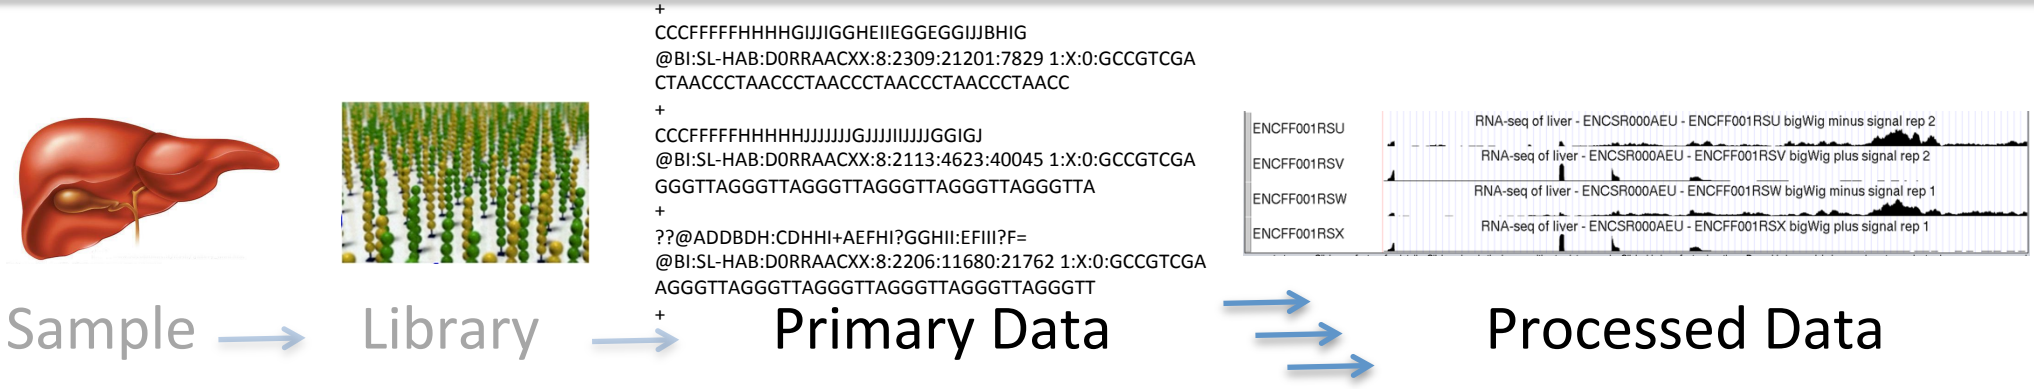 +
CCCFFFFFHHHHHGIJJIGGHEIIEGGEGGIJJBHIG
@BI:SL-HAB:D0RRAACXX:8:2309:21201:7829 1:X:0:GCCGTCGA
CTAACCCTAACCCTAACCCTAACCCTAACCCTAACC
+
CCCFFFFFHHHHHJJJJJJJGJJJJIIJJJJJGGIGJ
@BI:SL-HAB:D0RRAACXX:8:2113:4623:40045 1:X:0:GCCGTCGA
GGGTTAGGGTTAGGGTTAGGGTTAGGGTTAGGGTTA
+
??@ADDBDH:CDHHI+AEFHI?GGHII:EFIII?F=
@BI:SL-HAB:D0RRAACXX:8:2206:11680:21762 1:X:0:GCCGTCGA
AGGGTTAGGGTTAGGGTTAGGGTTAGGGTTAGGGTT
+
ENCFF001RSU
RNA-seq of liver - ENCSR000AEU - ENCFF001RSU bigWig minus signal rep 2
ENCFF001RSV
RNA-seq of liver - ENCSR000AEU - ENCFF001RSV bigWig plus signal rep 2
ENCFF001RSW
RNA-seq of liver - ENCSR000AEU - ENCFF001RSW bigWig minus signal rep 1
ENCFF001RSX
RNA-seq of liver - ENCSR000AEU - ENCFF001RSX bigWig plus signal rep 1
Sample
Library
Primary Data
Processed Data